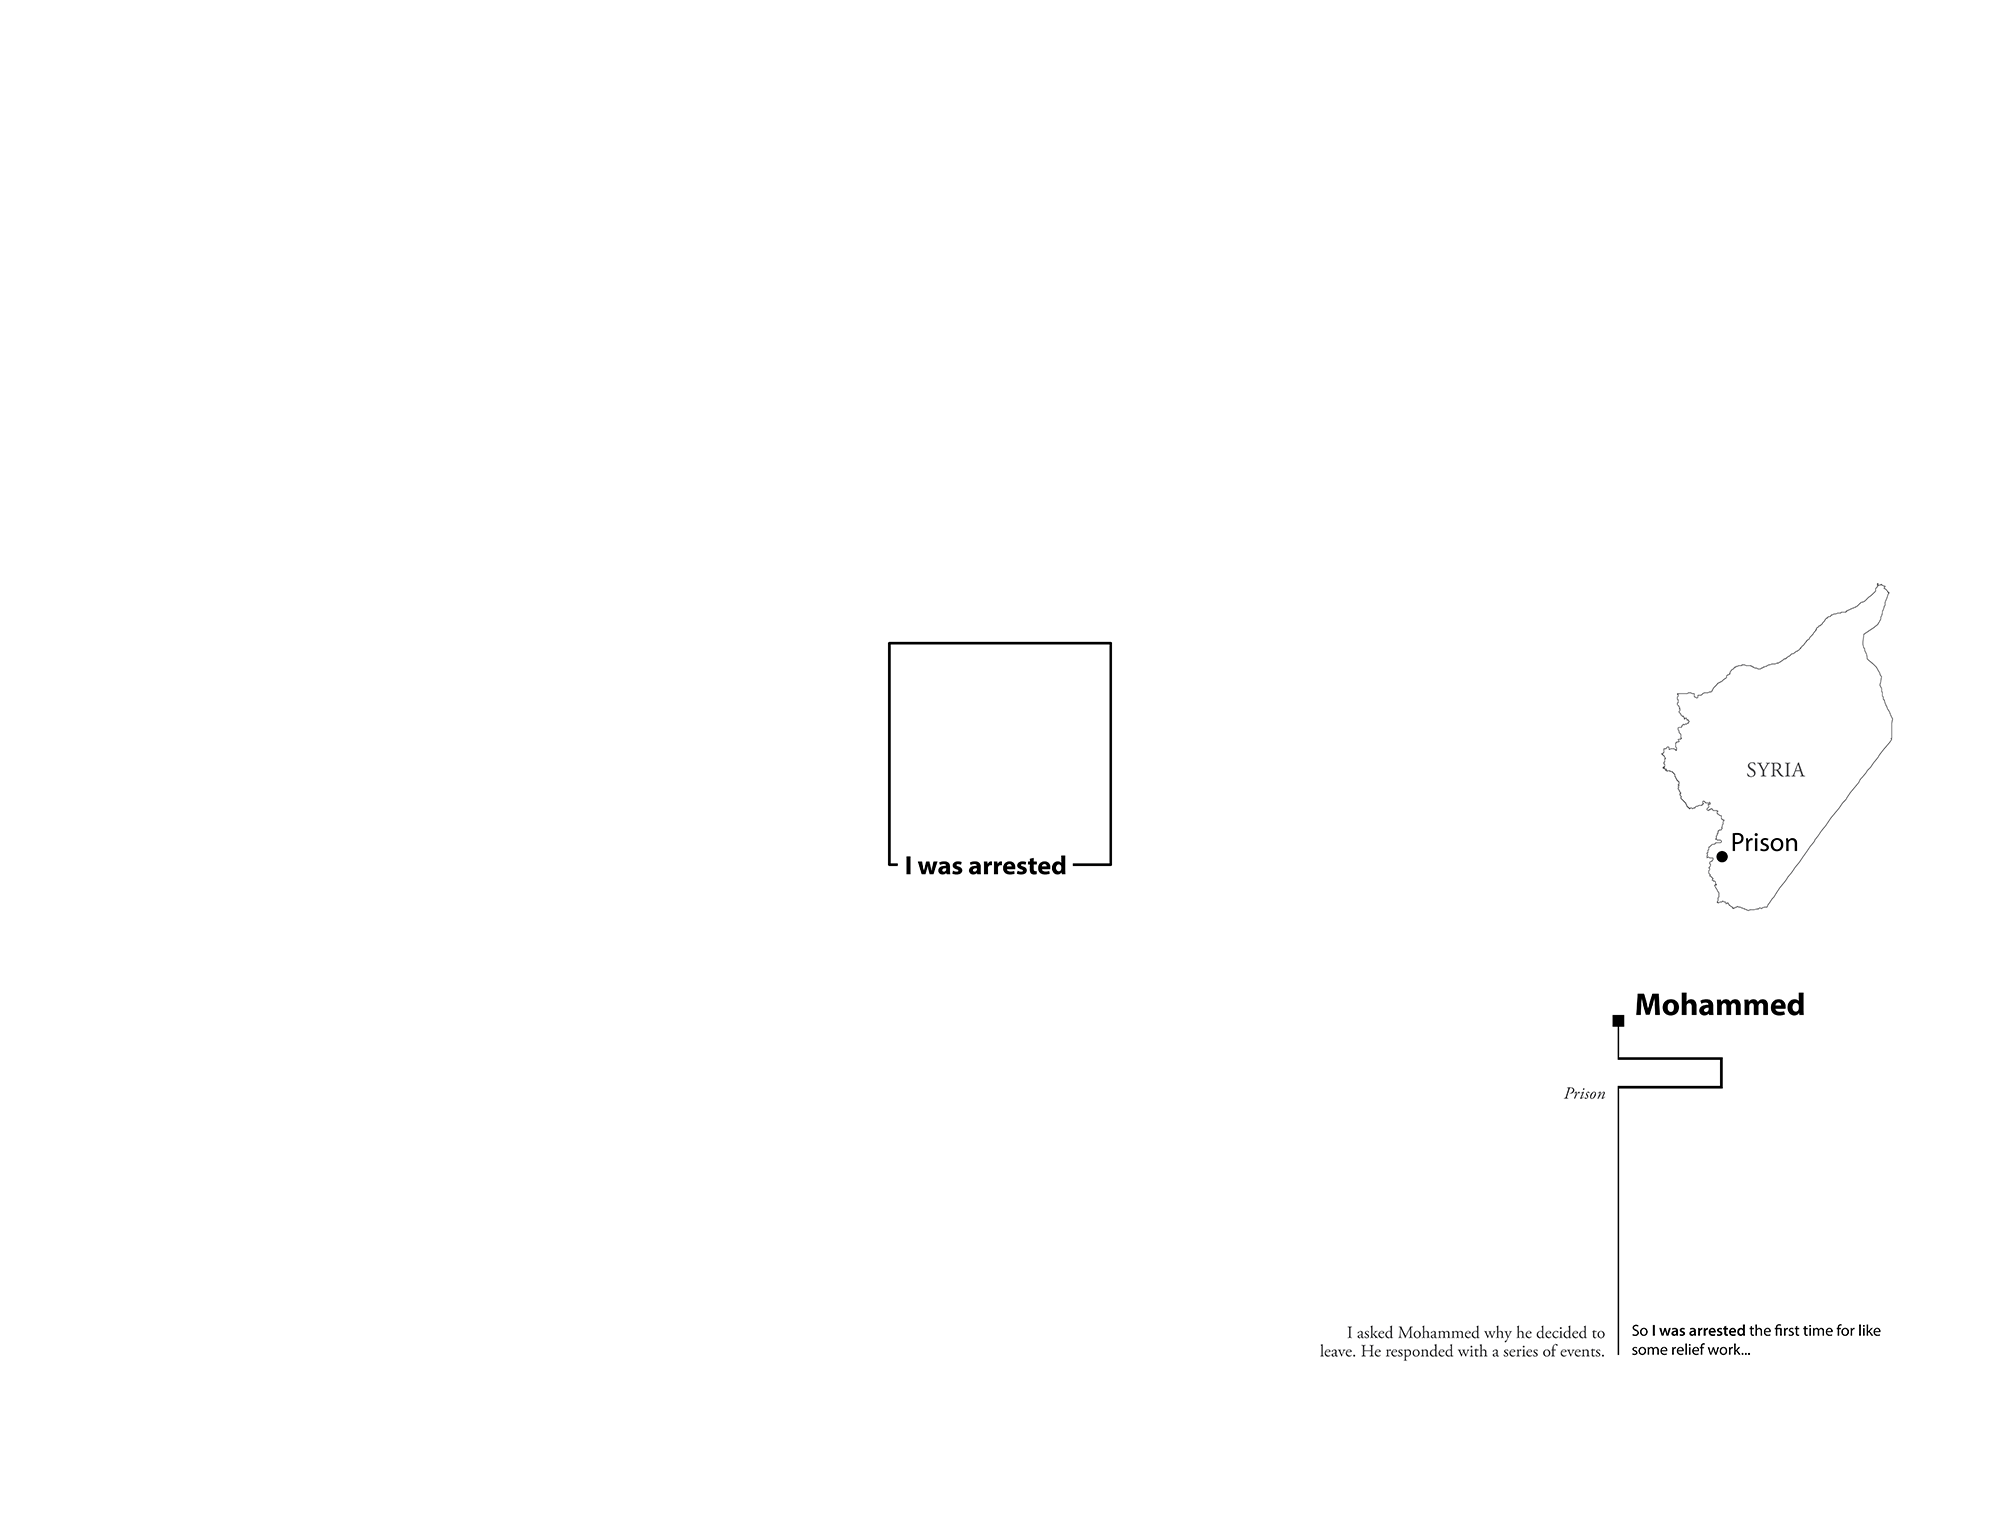 I was arrested
SYRIA
Prison
Mohammed
Prison
I asked Mohammed why he decided to
leave. He responded with a series of events.
So I was arrested the first time for like
some relief work...